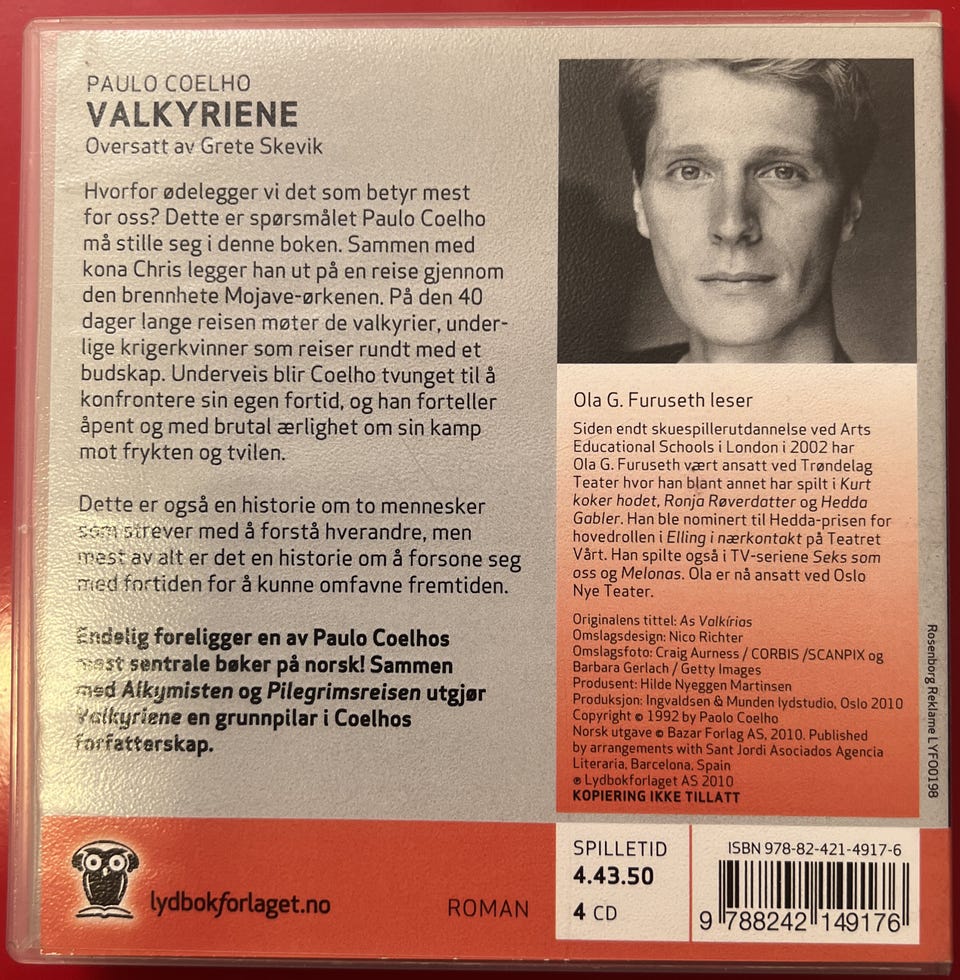 PAULO COELHO
VALKYRIENE
Oversatt av Grete Skevik
Hvorfor ødelegger vi det som betyr mest
for oss? Dette er spørsmålet Paulo Coelho
må stille seg i denne boken. Sammen med
kona Chris legger han ut på en reise gjennom
den brennhete Mojave-ørkenen. På den 40
dager lange reisen møter de valkyrier, under-
lige krigerkvinner som reiser rundt med et
budskap. Underveis blir Coelho tvunget til å
konfrontere sin egen fortid, og han forteller
åpent og med brutal ærlighet om sin kamp
mot frykten og tvilen.
Dette er også en historie om to mennesker
som strever med å forstå hverandre, men
mest av alt er det en historie om å forsone seg
med fortiden for å kunne omfavne fremtiden.
Endelig foreligger en av Paulo Coelhos
mest sentrale bøker på norsk! Sammen
med Alkymisten og Pilegrimsreisen utgjør
Valkyriene en grunnpilar i Coelhos
forfatterskap.
Ola G. Furuseth leser
Siden endt skuespillerutdannelse ved Arts
Educational Schools i London i 2002 har
Ola G. Furuseth vært ansatt ved Trøndelag
Teater hvor han blant annet har spilt i Kurt
koker hodet, Ronja Røverdatter og Hedda
Gabler. Han ble nominert til Hedda-prisen for
hovedrollen i Elling i nærkontakt på Teatret
Vårt. Han spilte også i TV-seriene Seks som
oss og Melonas. Ola er nå ansatt ved Oslo
Nye Teater.
Originalens tittel: As Valkírias
Omslagsdesign: Nico Richter
Omslagsfoto: Craig Aurness / CORBIS /SCANPIX og
Barbara Gerlach / Getty Images
Produsent: Hilde Nyeggen Martinsen
Produksjon: Ingvaldsen & Munden lydstudio, Oslo 2010
Copyright © 1992 by Paolo Coelho
Norsk utgave © Bazar Forlag AS, 2010. Published
by arrangements with Sant Jordi Asociados Agencia
Literaria, Barcelona, Spain
℗ Lydbokforlaget AS 2010
KOPIERING IKKE TILLATT
Rosenborg Reklame LYFO0198
lydbokforlaget.no
ROMAN
SPILLETID
4.43.50
4 CD
ISBN 978-82-421-4917-6
9 788242 149176